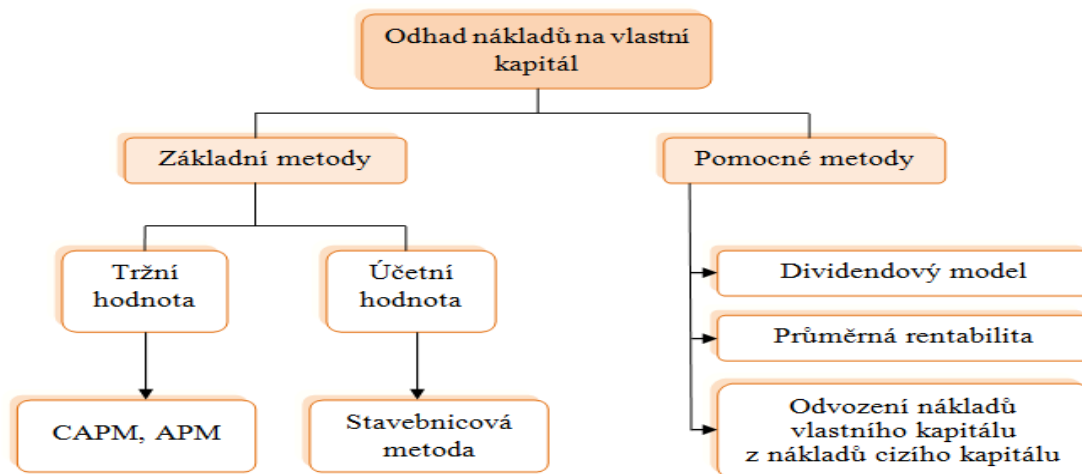 Odhad nákladů na vlastní
kapitál
Základní metody
Pomocné metody
Tržní
hodnota
Účetní
hodnota
CAPM, APM
Stavebnicová
metoda
Dividendový model
Průměrná rentabilita
Odvození nákladů
vlastního kapitálu
z nákladů cizího kapitálu